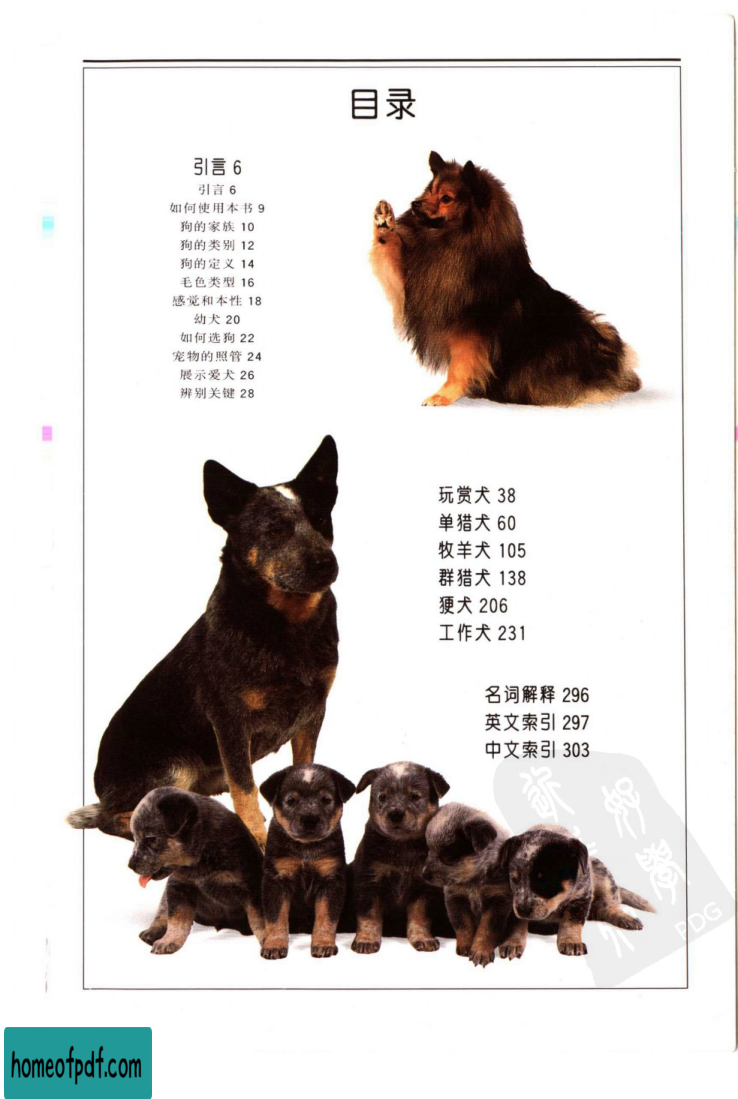 目录
引言 6
引言 6
如何使用本书 9
狗的家族 10
狗的类别 12
狗的定义 14
毛色类型 16
感觉和本性 18
幼犬 20
如何选狗 22
宠物的照管 24
展示爱犬 26
辨别关键 28
玩赏犬 38
单猎犬 60
牧羊犬 105
群猎犬 138
㹴犬 206
工作犬 231
名词解释 296
英文索引 297
中文索引 303
PDG
homeofpdf.com